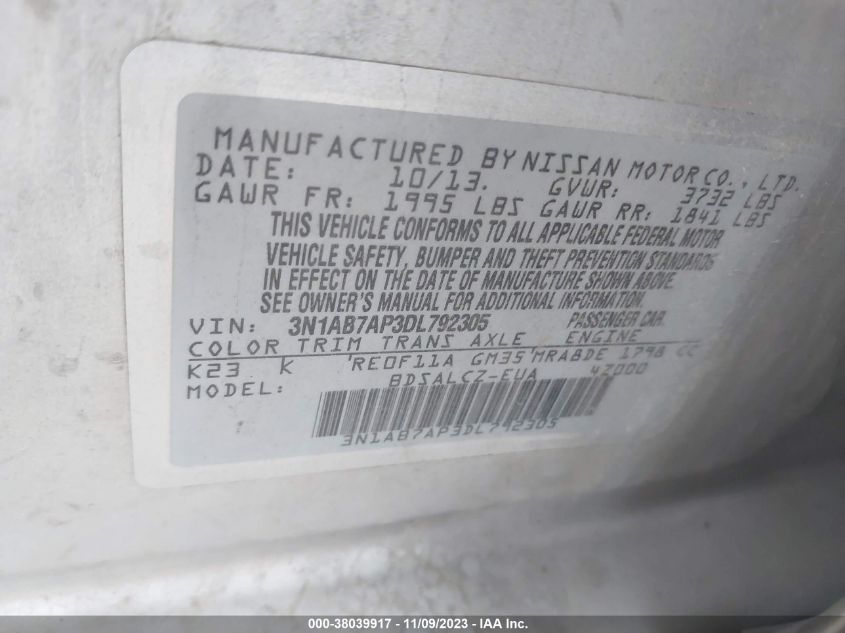 MANUFACTURED BY NISSAN MOTOR CO., LTD.
DATE: 10/13. GVWR: 3732 LBS
GAWR FR: 1995 LBS GAWR RR: 1841 LBS
THIS VEHICLE CONFORMS TO ALL APPLICABLE FEDERAL MOTOR
VEHICLE SAFETY, BUMPER AND THEFT PREVENTION STANDARDS
IN EFFECT ON THE DATE OF MANUFACTURE SHOWN ABOVE.
SEE OWNER'S MANUAL FOR ADDITIONAL INFORMATION.
VIN: 3N1AB7AP3DL792305 PASSENGER CAR.
COLOR TRIM TRANS AXLE ENGINE
K23 K RE0F11A GM35 MRA8DE 1798 CC
MODEL: BDSALCZ-EUA 4Z000
3N1AB7AP3DL792305
000-38039917 - 11/09/2023 - IAA Inc.